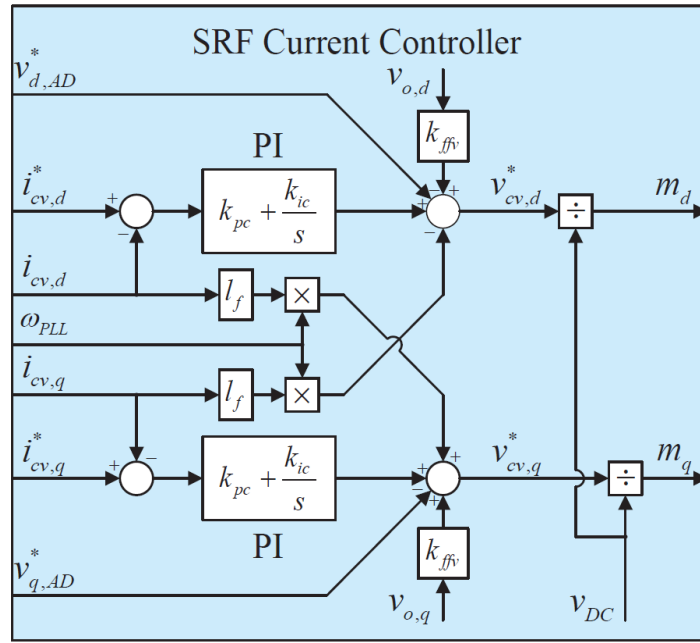 SRF Current Controller
v*d,AD
vo,d
kffv
PI
i*cv,d
+
−
kpc + kic/s
−
+
+
−
v*cv,d
÷
md
icv,d
lf
×
ωPLL
icv,q
lf
×
i*cv,q
+
−
kpc + kic/s
+
+
−
+
v*cv,q
÷
mq
PI
kffv
v*q,AD
vo,q
vDC